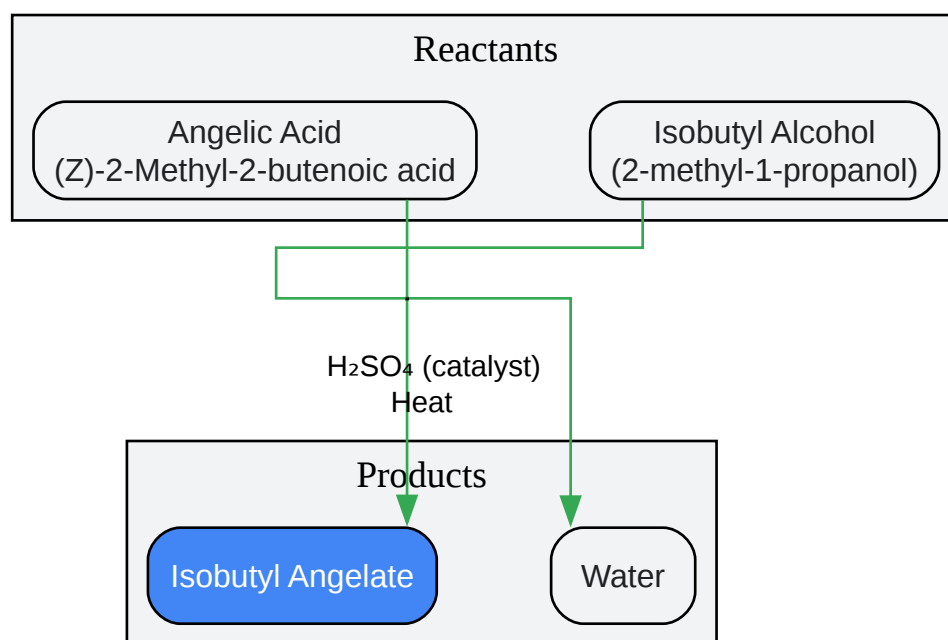 Reactants
Angelic Acid
(Z)-2-Methyl-2-butenoic acid
Isobutyl Alcohol
(2-methyl-1-propanol)
H₂SO₄ (catalyst)
Heat
Products
Isobutyl Angelate
Water